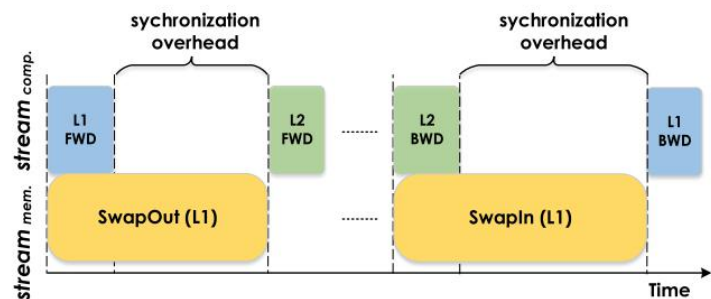 sychronization
overhead
sychronization
overhead
stream comp.
L1
FWD
L2
FWD
L2
BWD
L1
BWD
stream mem.
SwapOut (L1)
SwapIn (L1)
Time